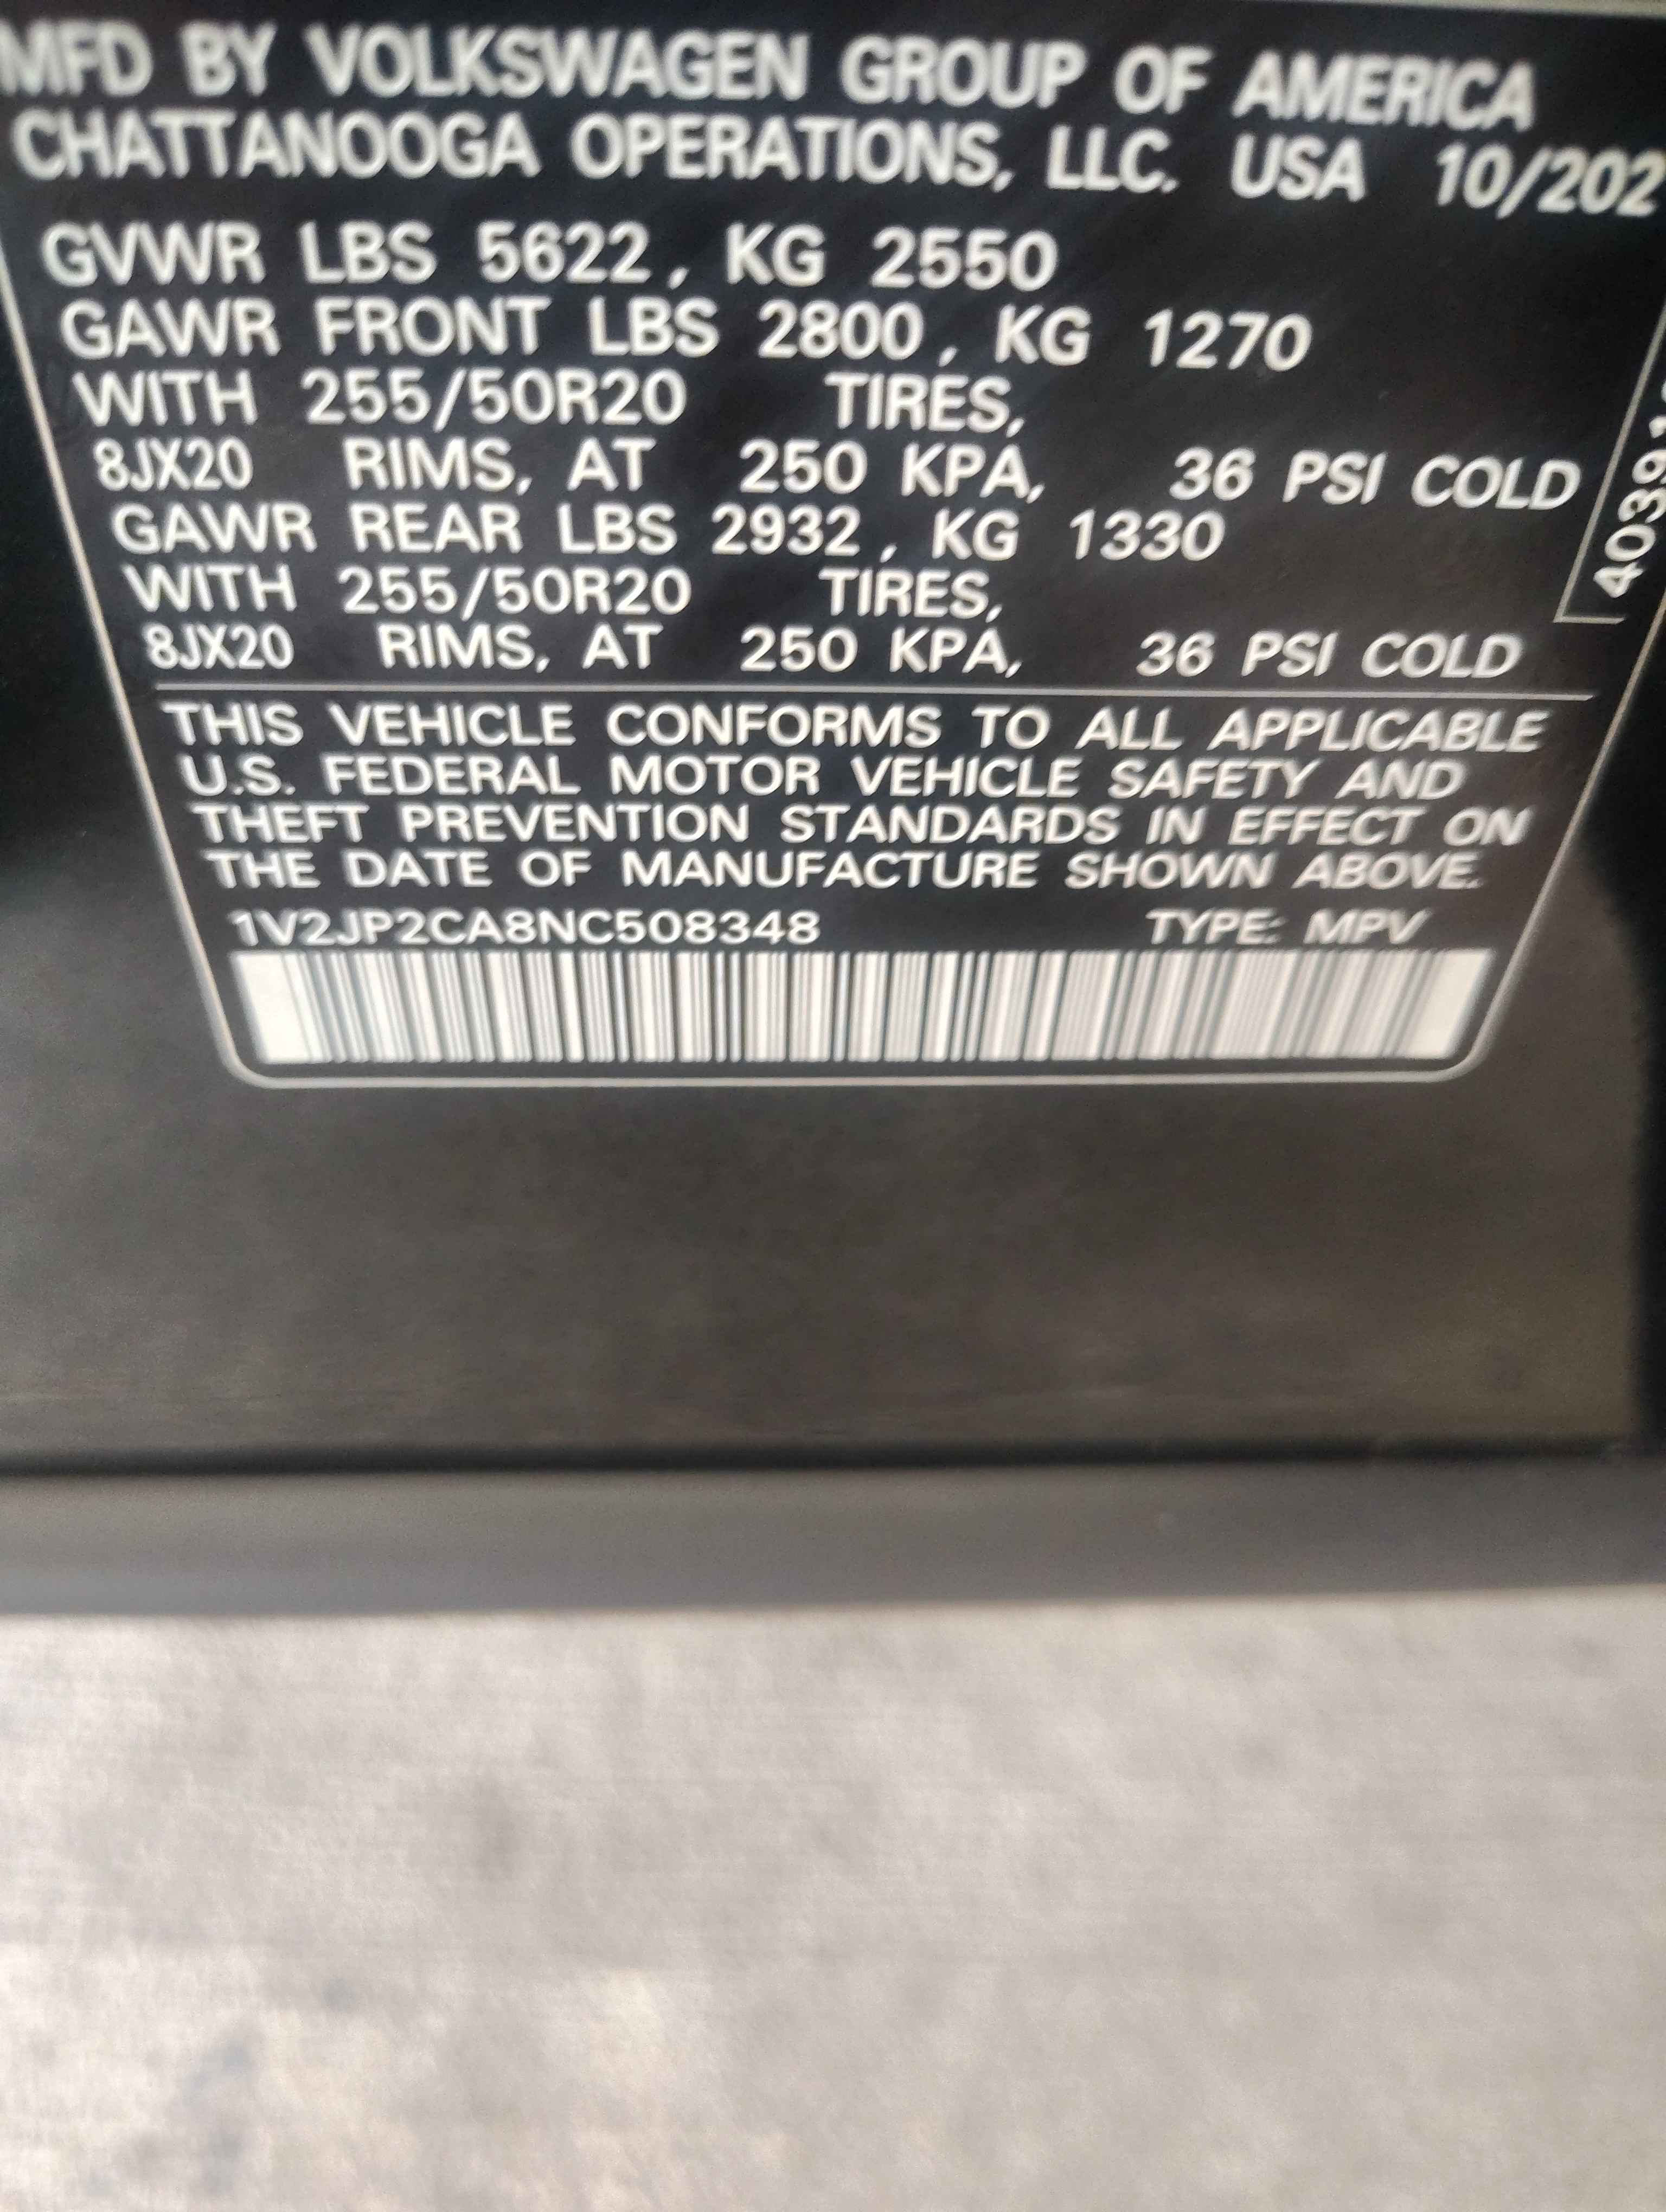 MFD BY VOLKSWAGEN GROUP OF AMERICA
CHATTANOOGA OPERATIONS, LLC. USA 10/202
GVWR LBS 5622, KG 2550
GAWR FRONT LBS 2800, KG 1270
WITH 255/50R20 TIRES,
8JX20 RIMS, AT 250 KPA, 36 PSI COLD
GAWR REAR LBS 2932, KG 1330
WITH 255/50R20 TIRES,
8JX20 RIMS, AT 250 KPA, 36 PSI COLD
THIS VEHICLE CONFORMS TO ALL APPLICABLE
U.S. FEDERAL MOTOR VEHICLE SAFETY AND
THEFT PREVENTION STANDARDS IN EFFECT ON
THE DATE OF MANUFACTURE SHOWN ABOVE.
1V2JP2CA8NC508348 TYPE: MPV